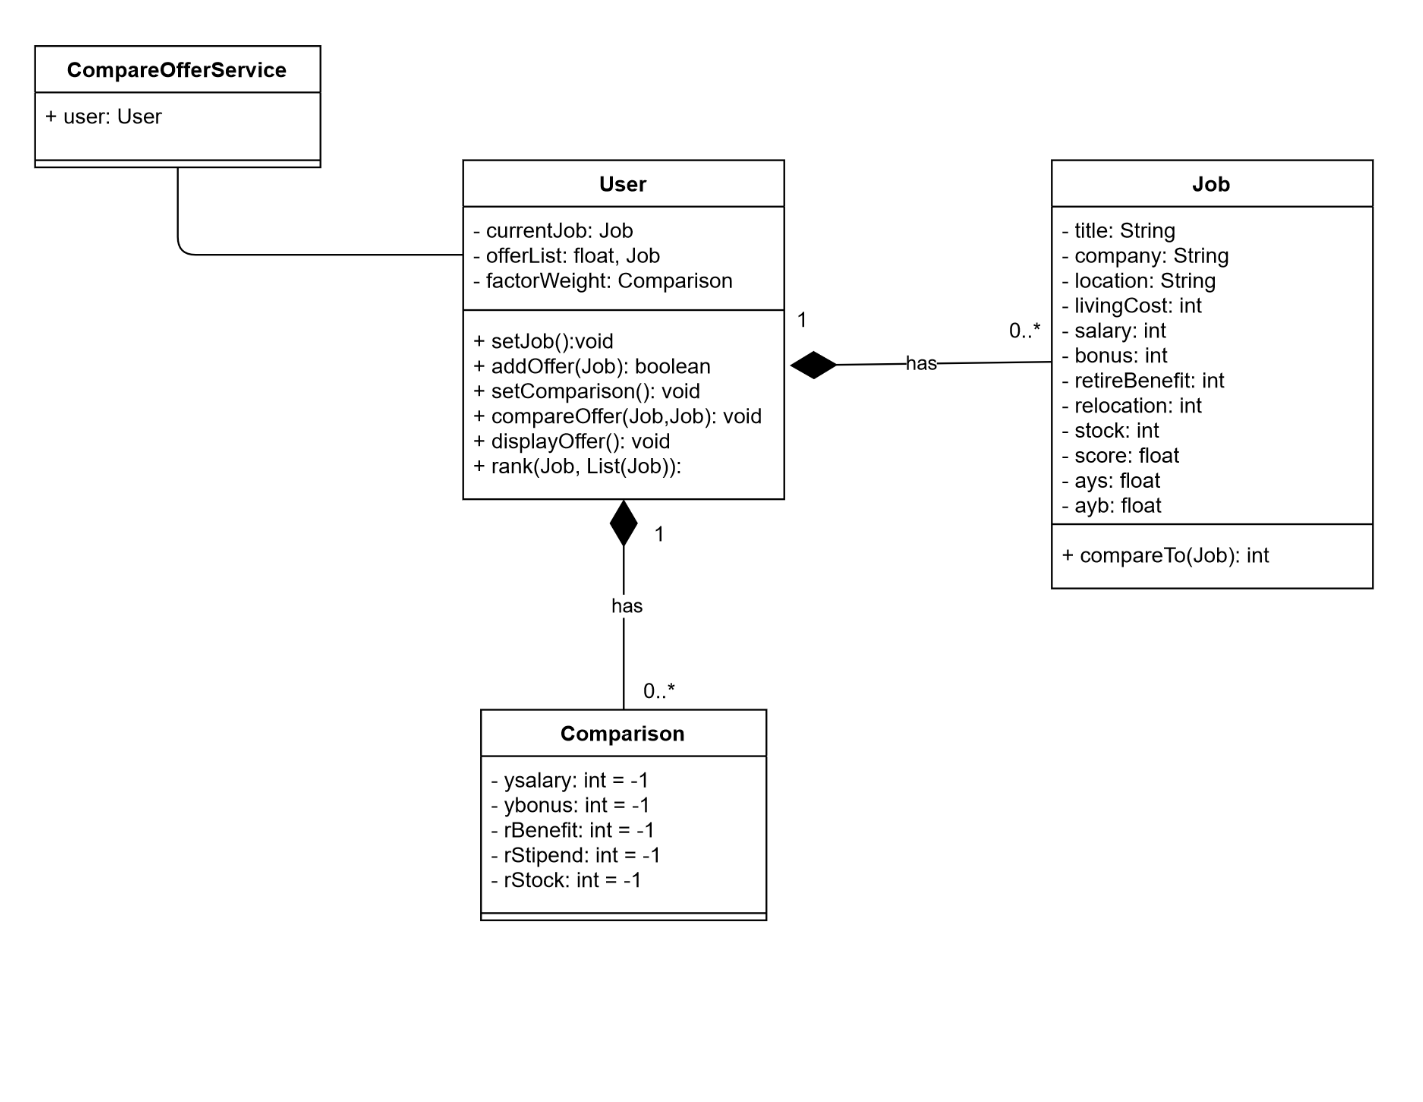 CompareOfferService
+ user: User
User
- currentJob: Job
- offerList: float, Job
- factorWeight: Comparison
+ setJob():void
+ addOffer(Job): boolean
+ setComparison(): void
+ compareOffer(Job,Job): void
+ displayOffer(): void
+ rank(Job, List(Job)):
1
has
0..*
Job
- title: String
- company: String
- location: String
- livingCost: int
- salary: int
- bonus: int
- retireBenefit: int
- relocation: int
- stock: int
- score: float
- ays: float
- ayb: float
+ compareTo(Job): int
1
has
0..*
Comparison
- ysalary: int = -1
- ybonus: int = -1
- rBenefit: int = -1
- rStipend: int = -1
- rStock: int = -1